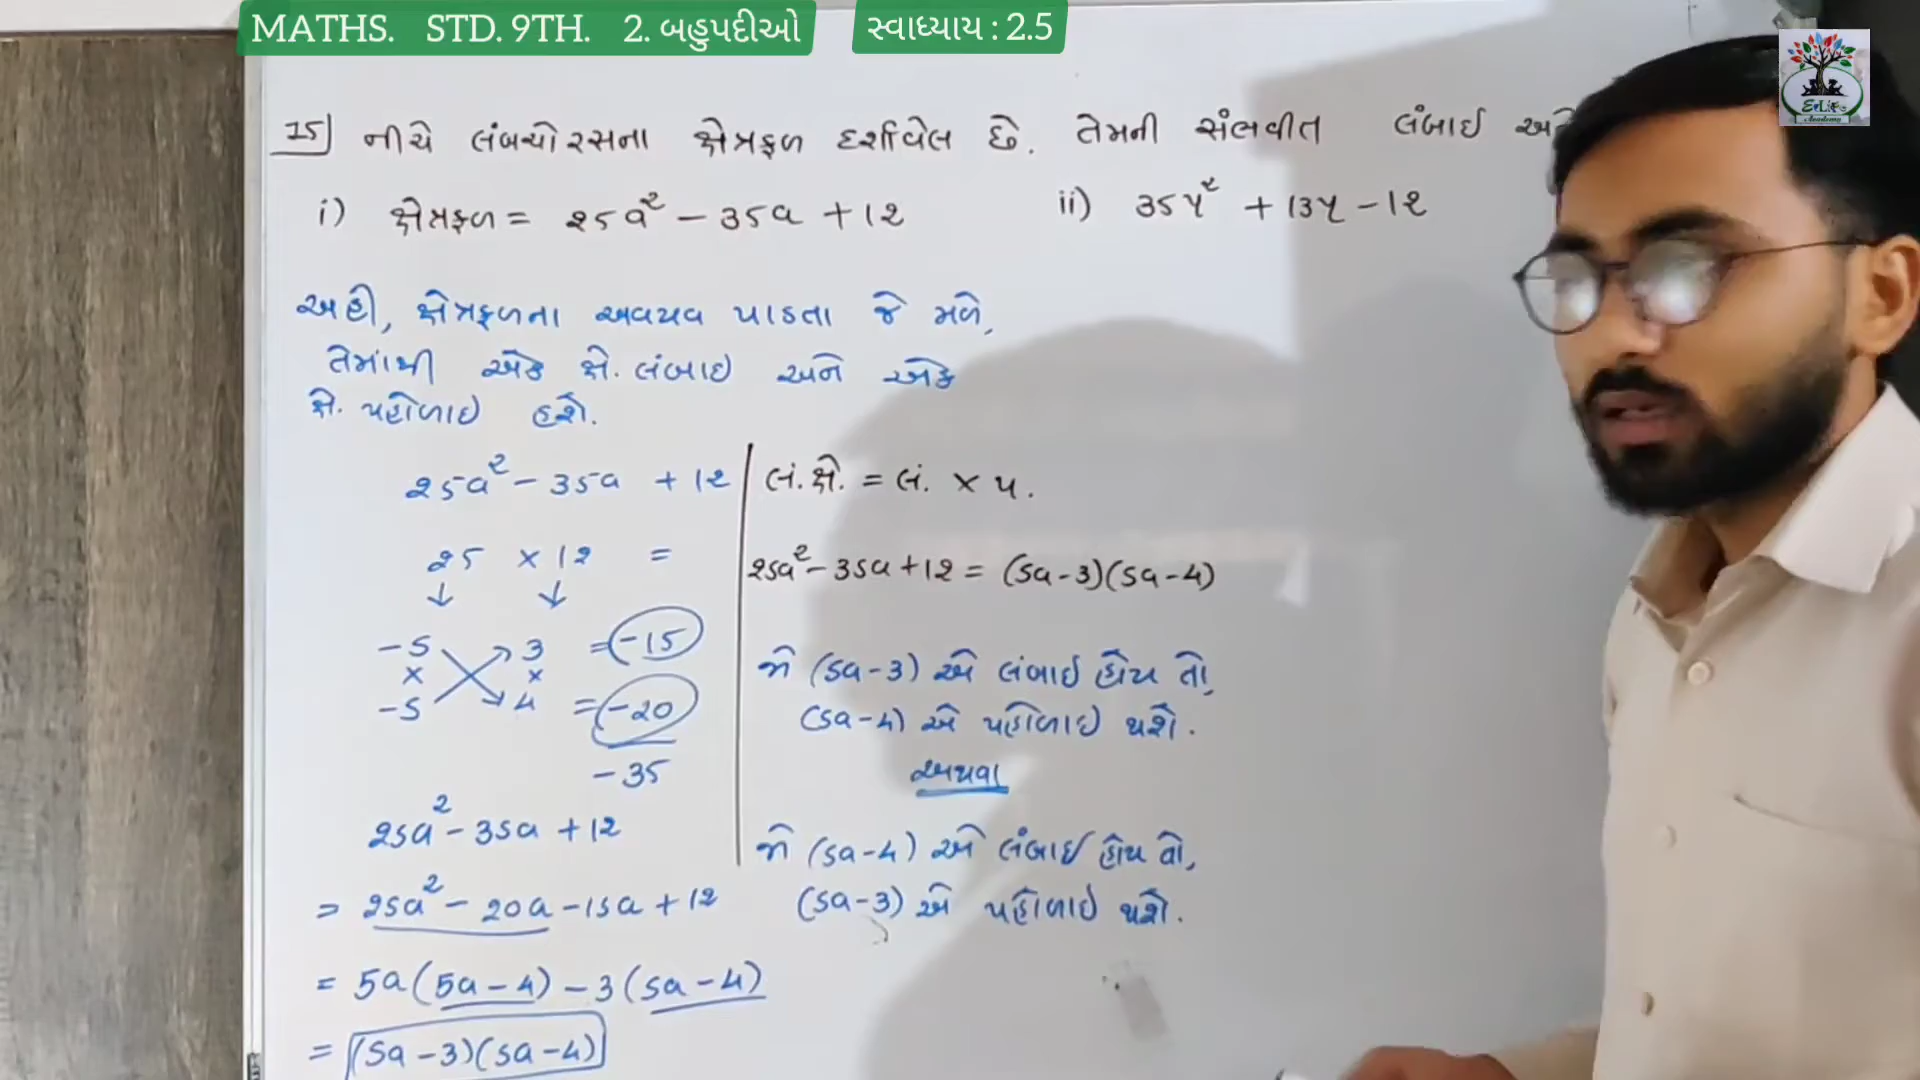 MATHS. STD. 9TH. 2. બહુપદીઓ સ્વાધ્યાય : 2.5
ErLife
Academy
15] નીચે લંબચોરસના ક્ષેત્રફળ દર્શાવેલ છે. તેમની સંભવીત લંબાઈ
i) ક્ષેત્રફળ = 25a² - 35a + 12
ii) 35y² + 13y - 12
અહી, ક્ષેત્રફળના અવયવ પાડતા જે મળે,
તેમાંથી એક ક્ષે. લંબાઇ અને એક
ક્ષે. પહોળાઇ હશે.
25a² - 35a + 12
25 × 12 =
↓ ↓
-5 3 = -15
× ×
-5 4 = -20
-35
25a² - 35a + 12
= 25a² - 20a - 15a + 12
= 5a(5a - 4) - 3(5a - 4)
= (5a - 3)(5a - 4)
લં.ક્ષે. = લં. × પ.
25a² - 35a + 12 = (5a - 3)(5a - 4)
જો (5a - 3) એ લંબાઈ હોય તો,
(5a - 4) એ પહોળાઇ થશે.
અથવા
જો (5a - 4) એ લંબાઈ હોય તો,
(5a - 3) એ પહોળાઇ થશે.